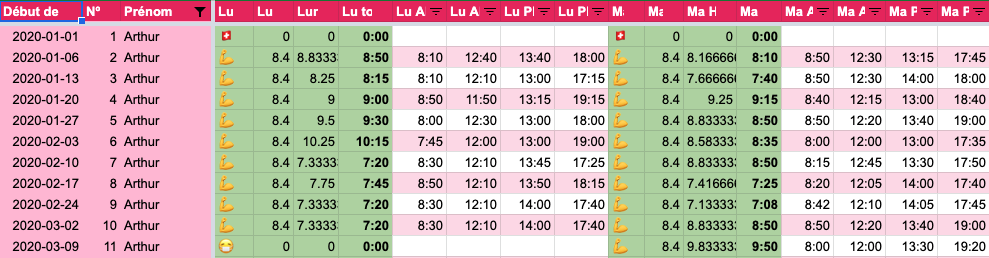 Début de Nº Prénom Lu Lu Lur Lu to Lu A Lu A Lu Pl Lu Pl Ma Ma Ma H Ma Ma A Ma A Ma P Ma P
2020-01-01 1 Arthur 🇨🇭 0 0 0:00 🇨🇭 0 0 0:00
2020-01-06 2 Arthur 💪 8.4 8.83333 8:50 8:10 12:40 13:40 18:00 💪 8.4 8.166666 8:10 8:50 12:30 13:15 17:45
2020-01-13 3 Arthur 💪 8.4 8.25 8:15 8:10 12:10 13:00 17:15 💪 8.4 7.666666 7:40 8:50 12:30 14:00 18:00
2020-01-20 4 Arthur 💪 8.4 9 9:00 8:50 11:50 13:15 19:15 💪 8.4 9.25 9:15 8:40 12:15 13:00 18:40
2020-01-27 5 Arthur 💪 8.4 9.5 9:30 8:00 12:30 13:00 18:00 💪 8.4 8.833333 8:50 8:50 12:20 13:40 19:00
2020-02-03 6 Arthur 💪 8.4 10.25 10:15 7:45 12:00 13:00 19:00 💪 8.4 8.583333 8:35 8:00 12:00 13:00 17:35
2020-02-10 7 Arthur 💪 8.4 7.33333 7:20 8:30 12:10 13:45 17:25 💪 8.4 8.833333 8:50 8:15 12:45 13:30 17:50
2020-02-17 8 Arthur 💪 8.4 7.75 7:45 8:50 12:10 13:50 18:15 💪 8.4 7.416666 7:25 8:20 12:05 14:00 17:40
2020-02-24 9 Arthur 💪 8.4 7.33333 7:20 8:30 12:10 14:00 17:40 💪 8.4 7.133333 7:08 8:42 12:10 14:05 17:45
2020-03-02 10 Arthur 💪 8.4 7.33333 7:20 8:30 12:10 14:00 17:40 💪 8.4 8.833333 8:50 8:50 12:20 13:40 19:00
2020-03-09 11 Arthur 😷 0 0 0:00 💪 8.4 9.833333 9:50 8:00 12:00 13:30 19:20